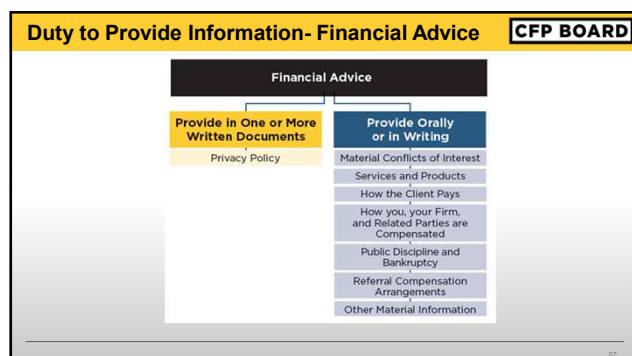 Duty to Provide Information- Financial Advice
CFP BOARD
Financial Advice
Provide in One or More
Written Documents
Privacy Policy
Provide Orally
or in Writing
Material Conflicts of Interest
Services and Products
How the Client Pays
How you, your Firm,
and Related Parties are
Compensated
Public Discipline and
Bankruptcy
Referral Compensation
Arrangements
Other Material Information
57